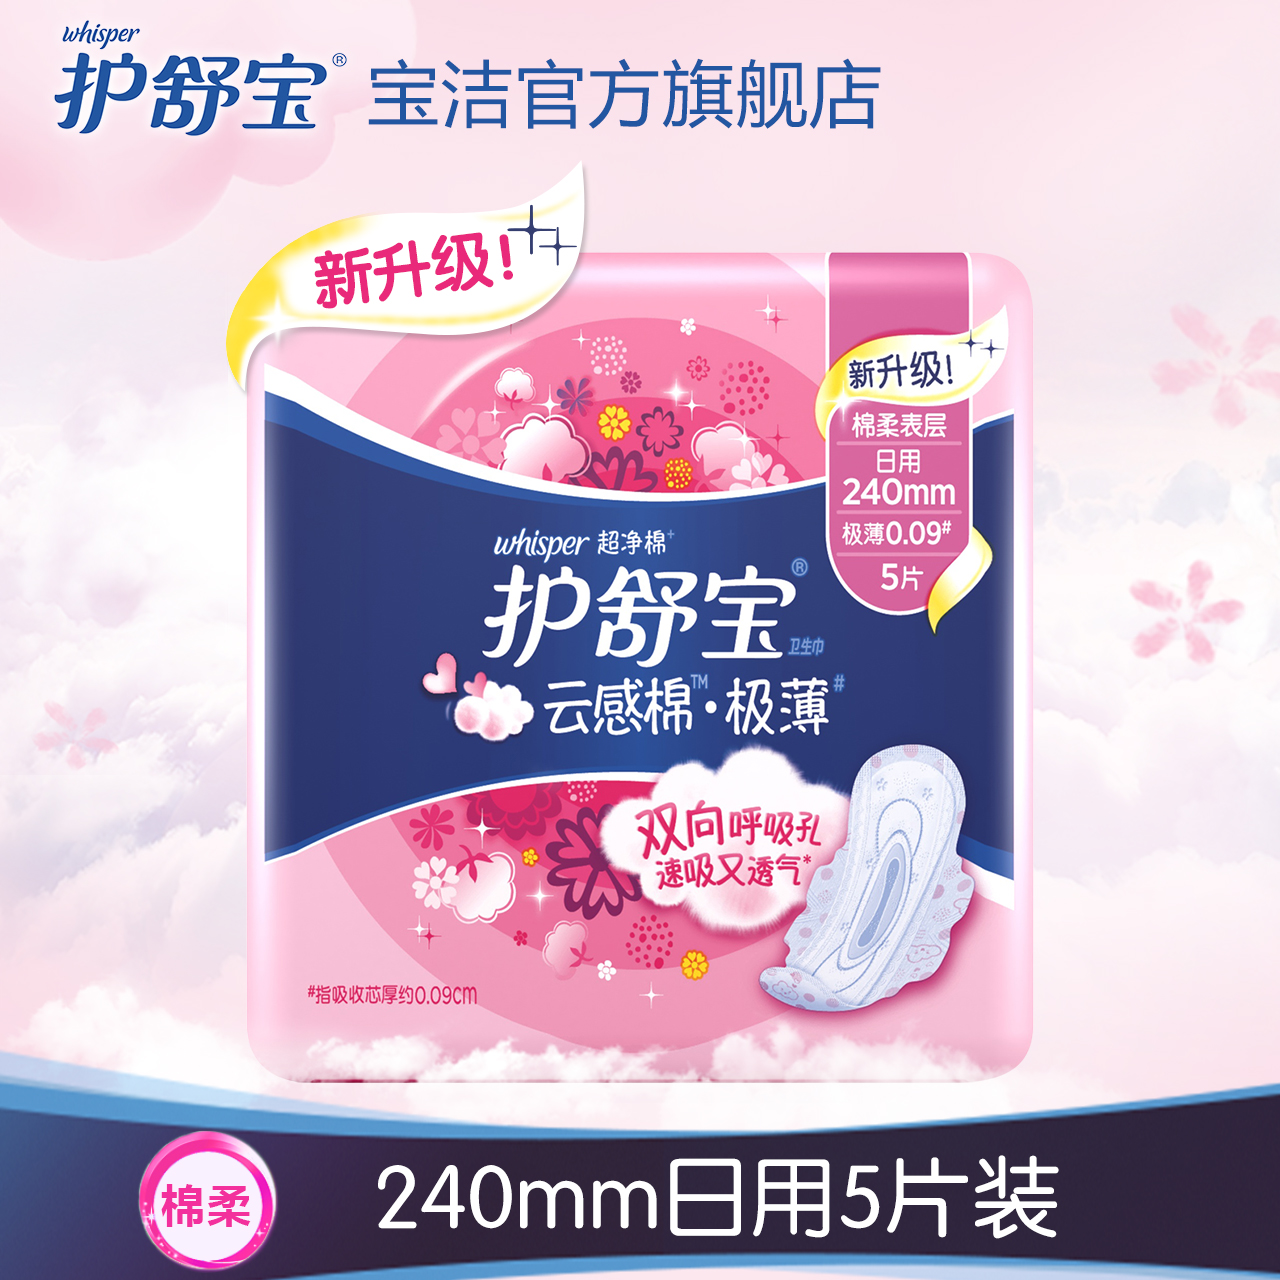 whisper
护舒宝® 宝洁官方旗舰店
新升级!
新升级!
棉柔表层
日用
240mm
极薄0.09#
5片
whisper 超净棉+
护舒宝®
卫生巾
云感棉™·极薄#
双向呼吸孔
速吸又透气*
#指吸收芯厚约0.09cm
棉柔
240mm日用5片装